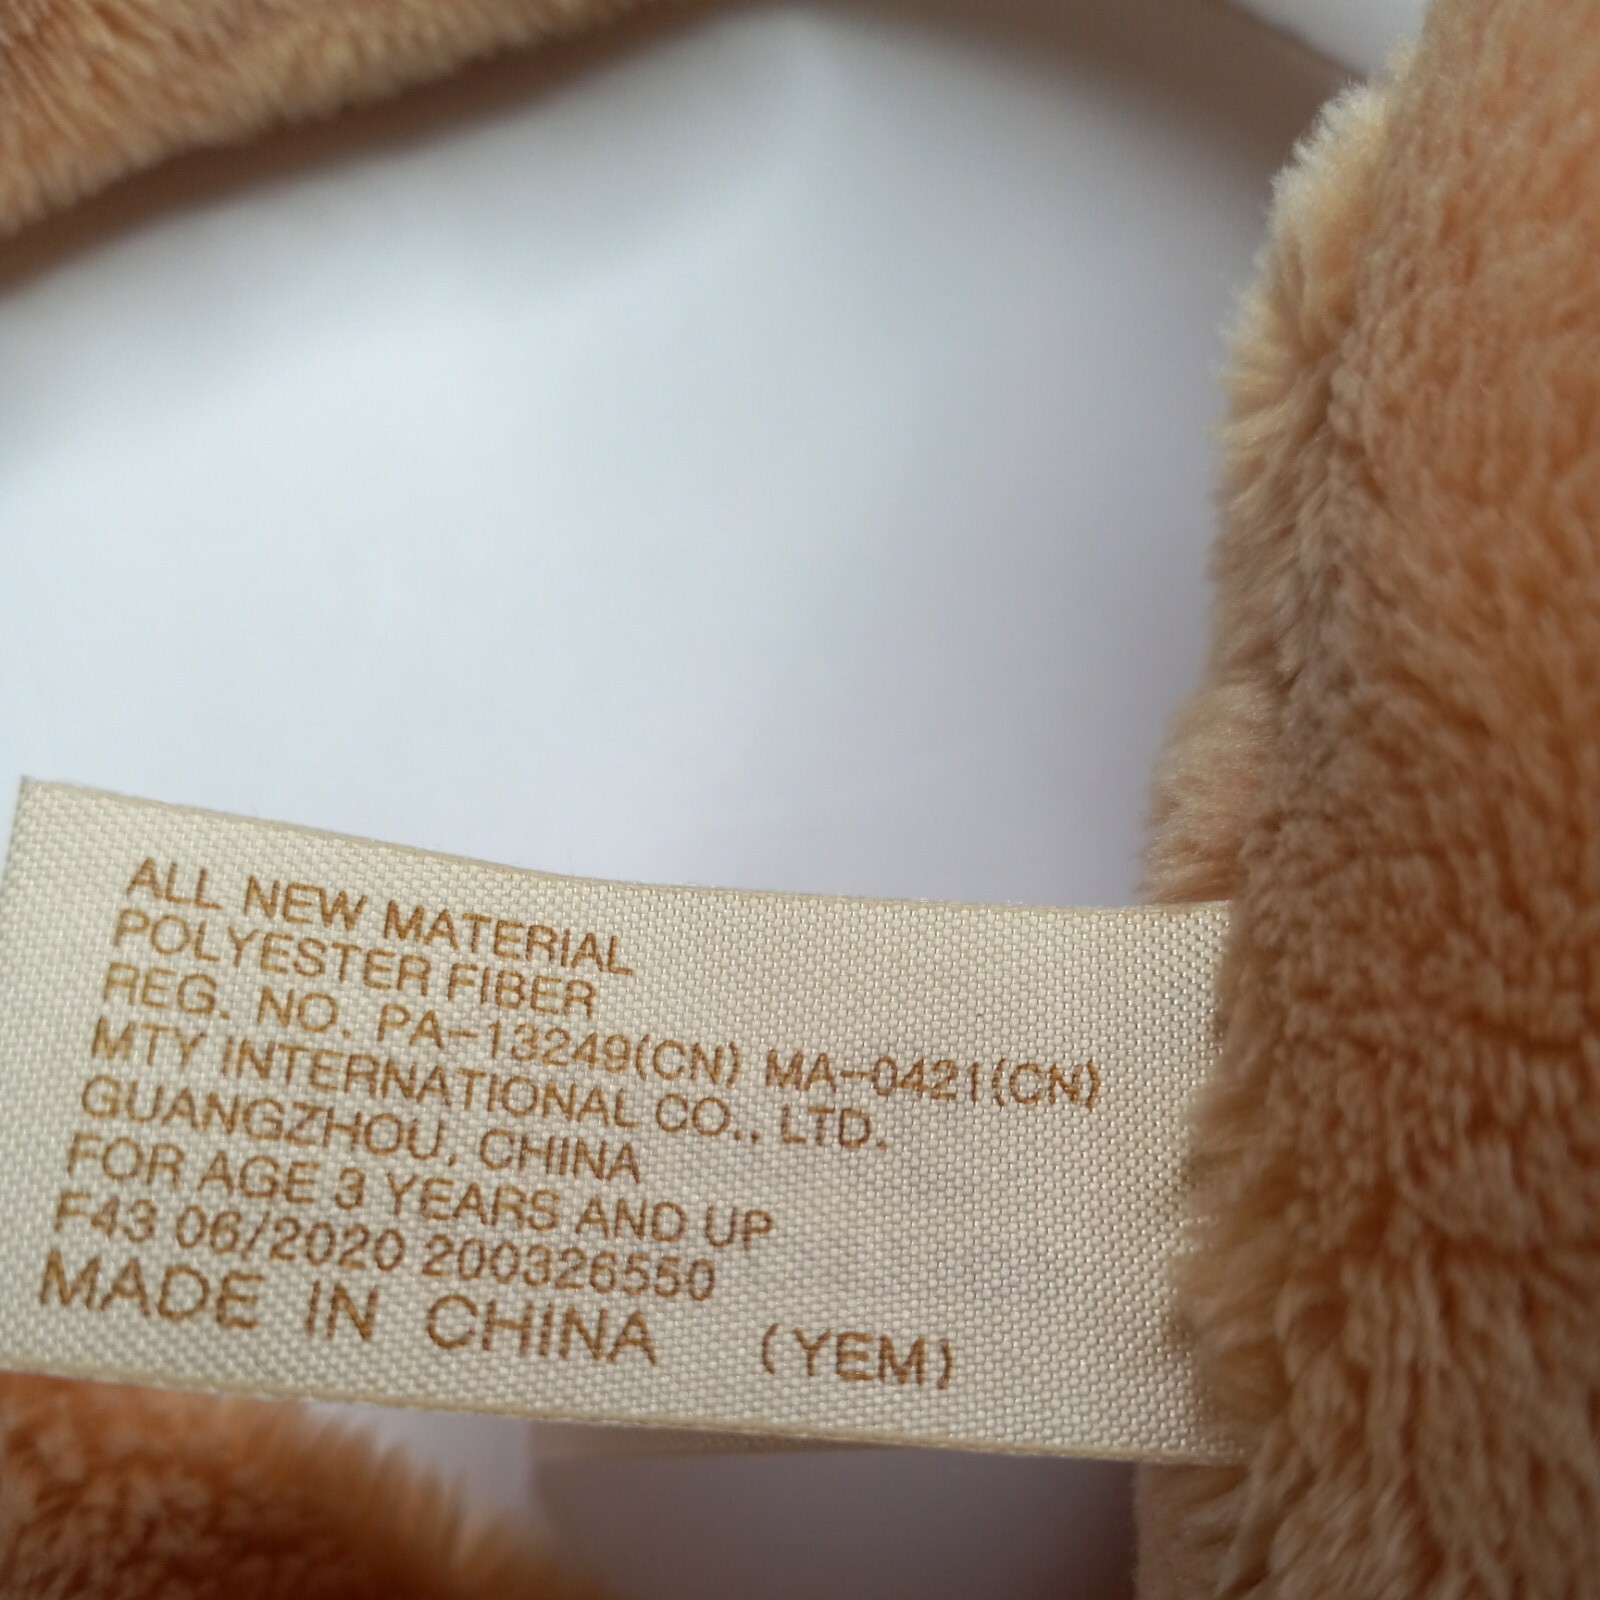 ALL NEW MATERIAL
POLYESTER FIBER
REG. NO. PA-13249(CN) MA-0421(CN)
MTY INTERNATIONAL CO., LTD.
GUANGZHOU, CHINA
FOR AGE 3 YEARS AND UP
F43 06/2020 200326550
MADE IN CHINA (YEM)